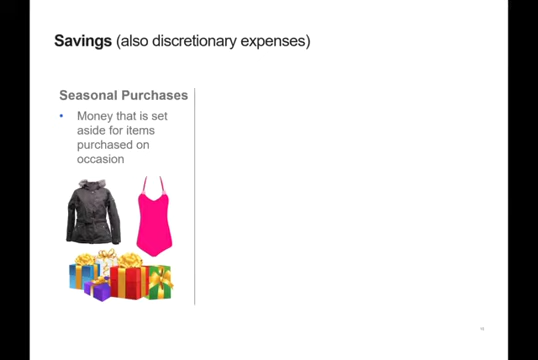 Savings (also discretionary expenses)
Seasonal Purchases
• Money that is set
aside for items
purchased on
occasion